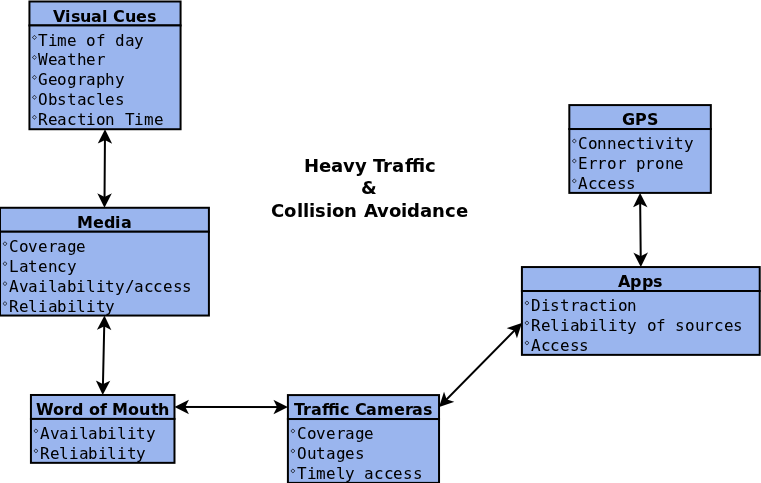 Visual Cues
Time of day
Weather
Geography
Obstacles
Reaction Time
GPS
Connectivity
Error prone
Access
Heavy Traffic
&
Collision Avoidance
Media
Coverage
Latency
Availability/access
Reliability
Apps
Distraction
Reliability of sources
Access
Word of Mouth
Availability
Reliability
Traffic Cameras
Coverage
Outages
Timely access